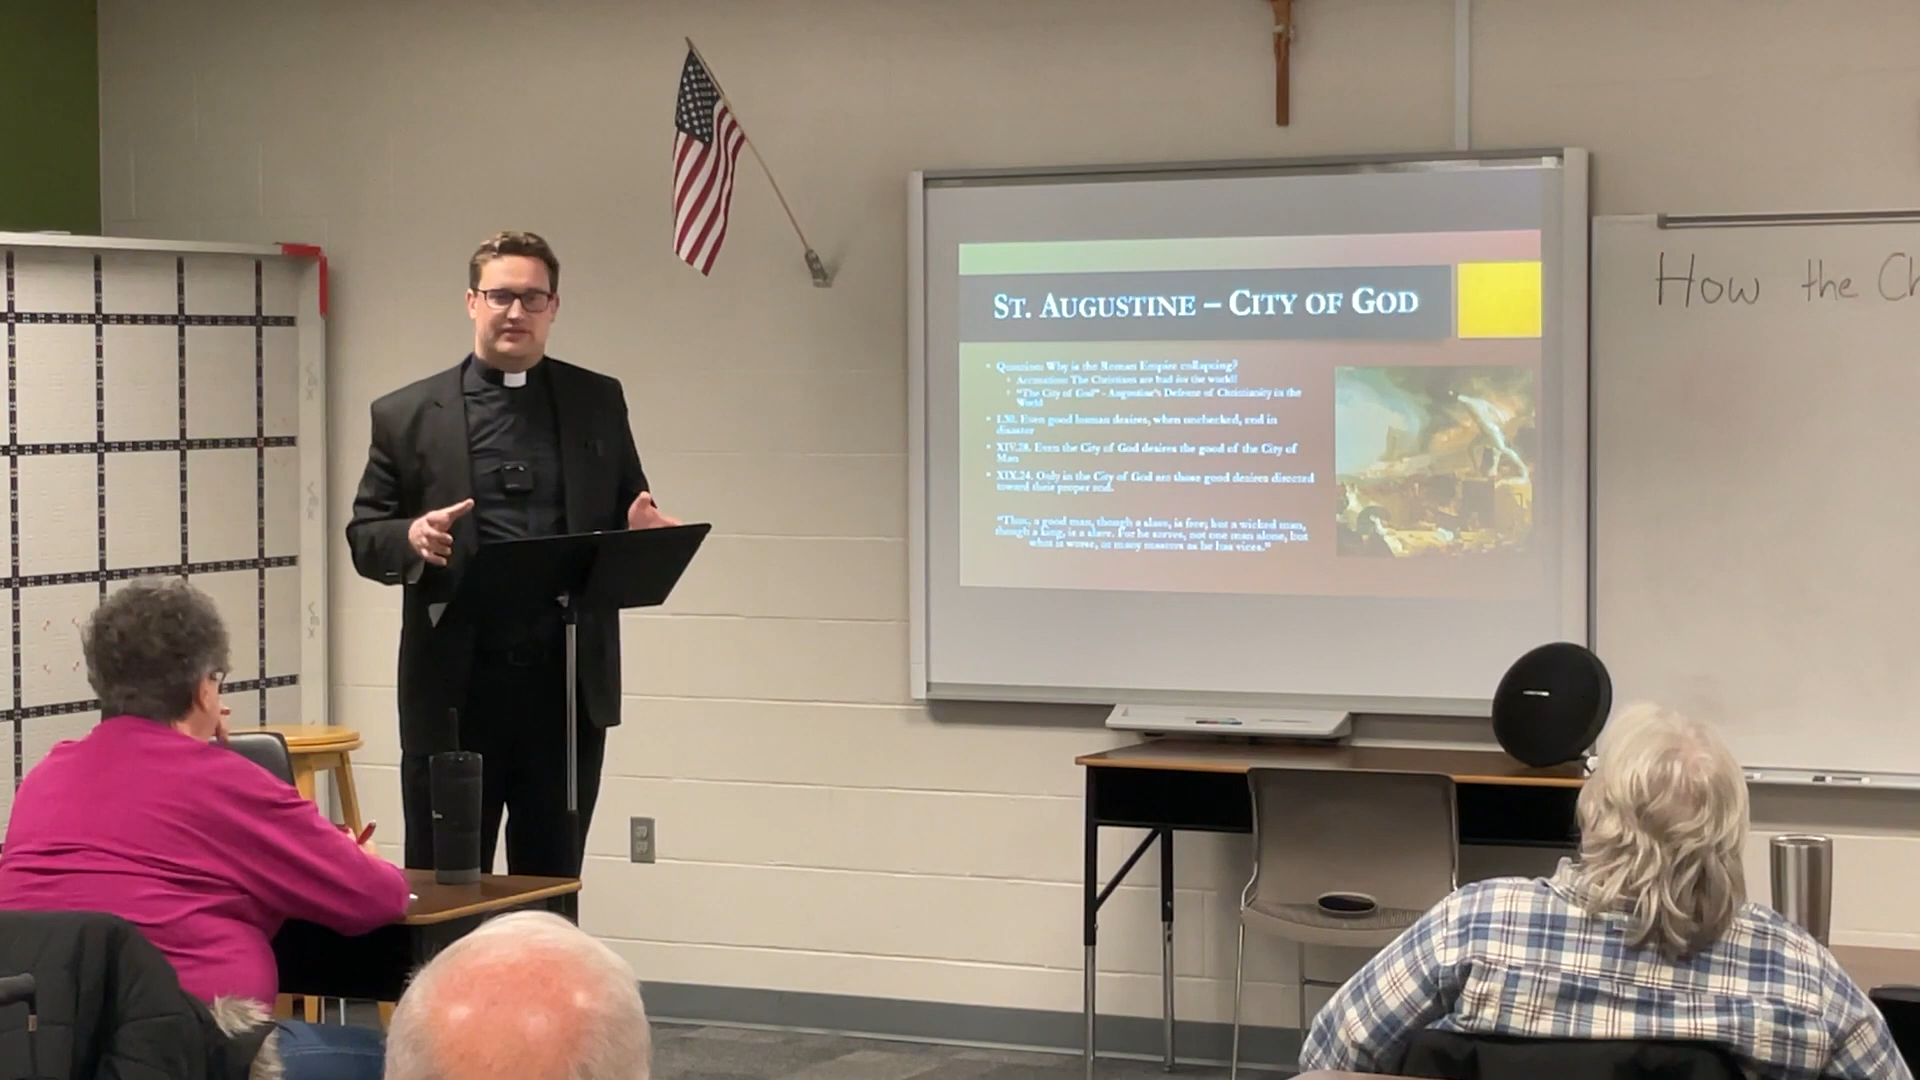 ST. AUGUSTINE – CITY OF GOD
Question: Why is the Roman Empire collapsing?
Accusation: The Christians are bad for the world!
"The City of God" - Augustine's Defense of Christianity in the
World
I.30. Even good human desires, when unchecked, end in
disaster
XIV.28. Even the City of God desires the good of the City of
Man
XIX.24. Only in the City of God are those good desires directed
toward their proper end.
"Thus, a good man, though a slave, is free; but a wicked man,
though a king, is a slave. For he serves, not one man alone, but
what is worse, as many masters as he has vices."
How the Ch